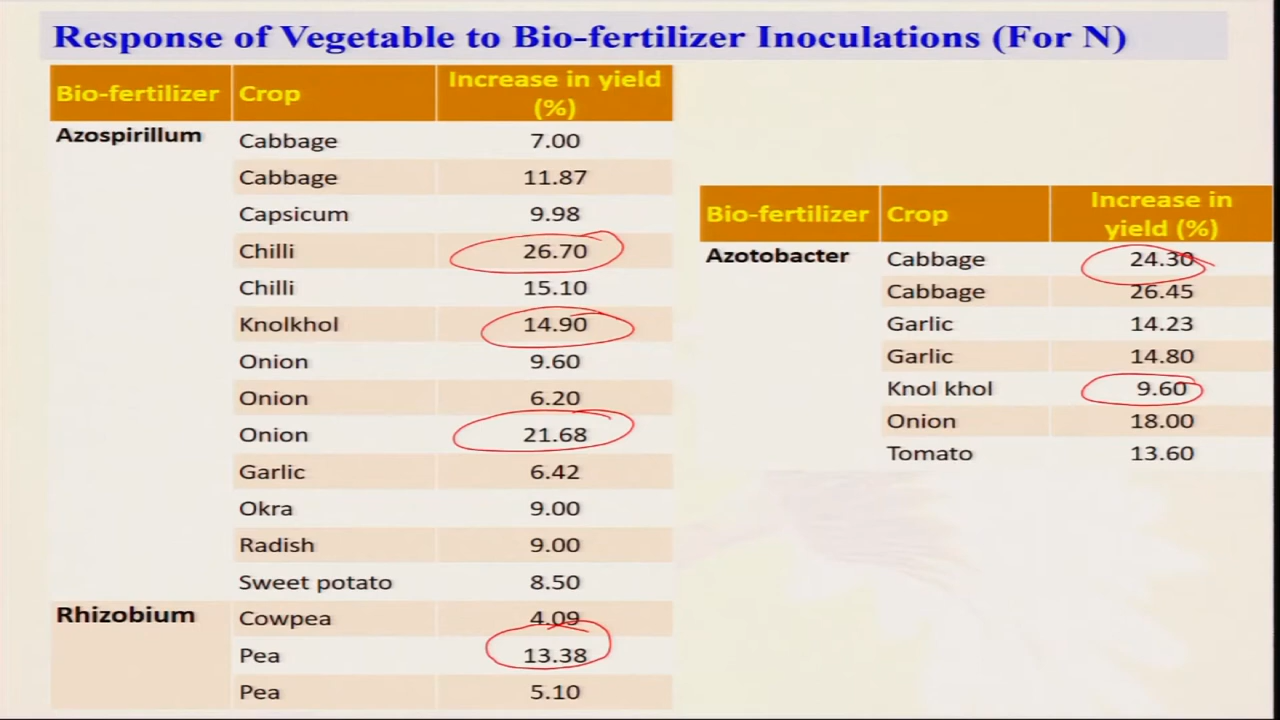 Response of Vegetable to Bio-fertilizer Inoculations (For N)
Bio-fertilizer Crop Increase in yield (%)
Azospirillum Cabbage 7.00
Cabbage 11.87
Capsicum 9.98
Chilli 26.70
Chilli 15.10
Knolkhol 14.90
Onion 9.60
Onion 6.20
Onion 21.68
Garlic 6.42
Okra 9.00
Radish 9.00
Sweet potato 8.50
Rhizobium Cowpea 4.09
Pea 13.38
Pea 5.10
Bio-fertilizer Crop Increase in yield (%)
Azotobacter Cabbage 24.30
Cabbage 26.45
Garlic 14.23
Garlic 14.80
Knol khol 9.60
Onion 18.00
Tomato 13.60